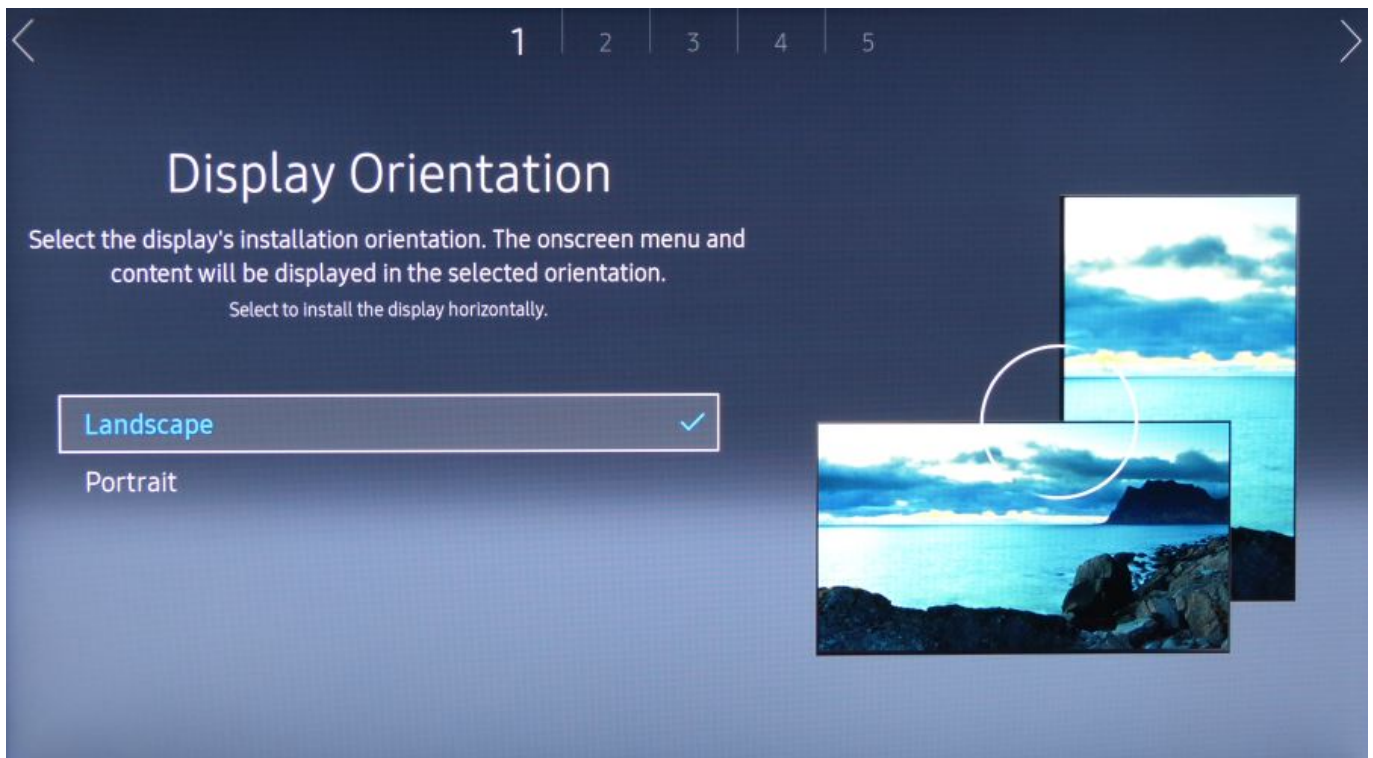 1 2 3 4 5
Display Orientation
Select the display's installation orientation. The onscreen menu and
content will be displayed in the selected orientation.
Select to install the display horizontally.
Landscape
Portrait